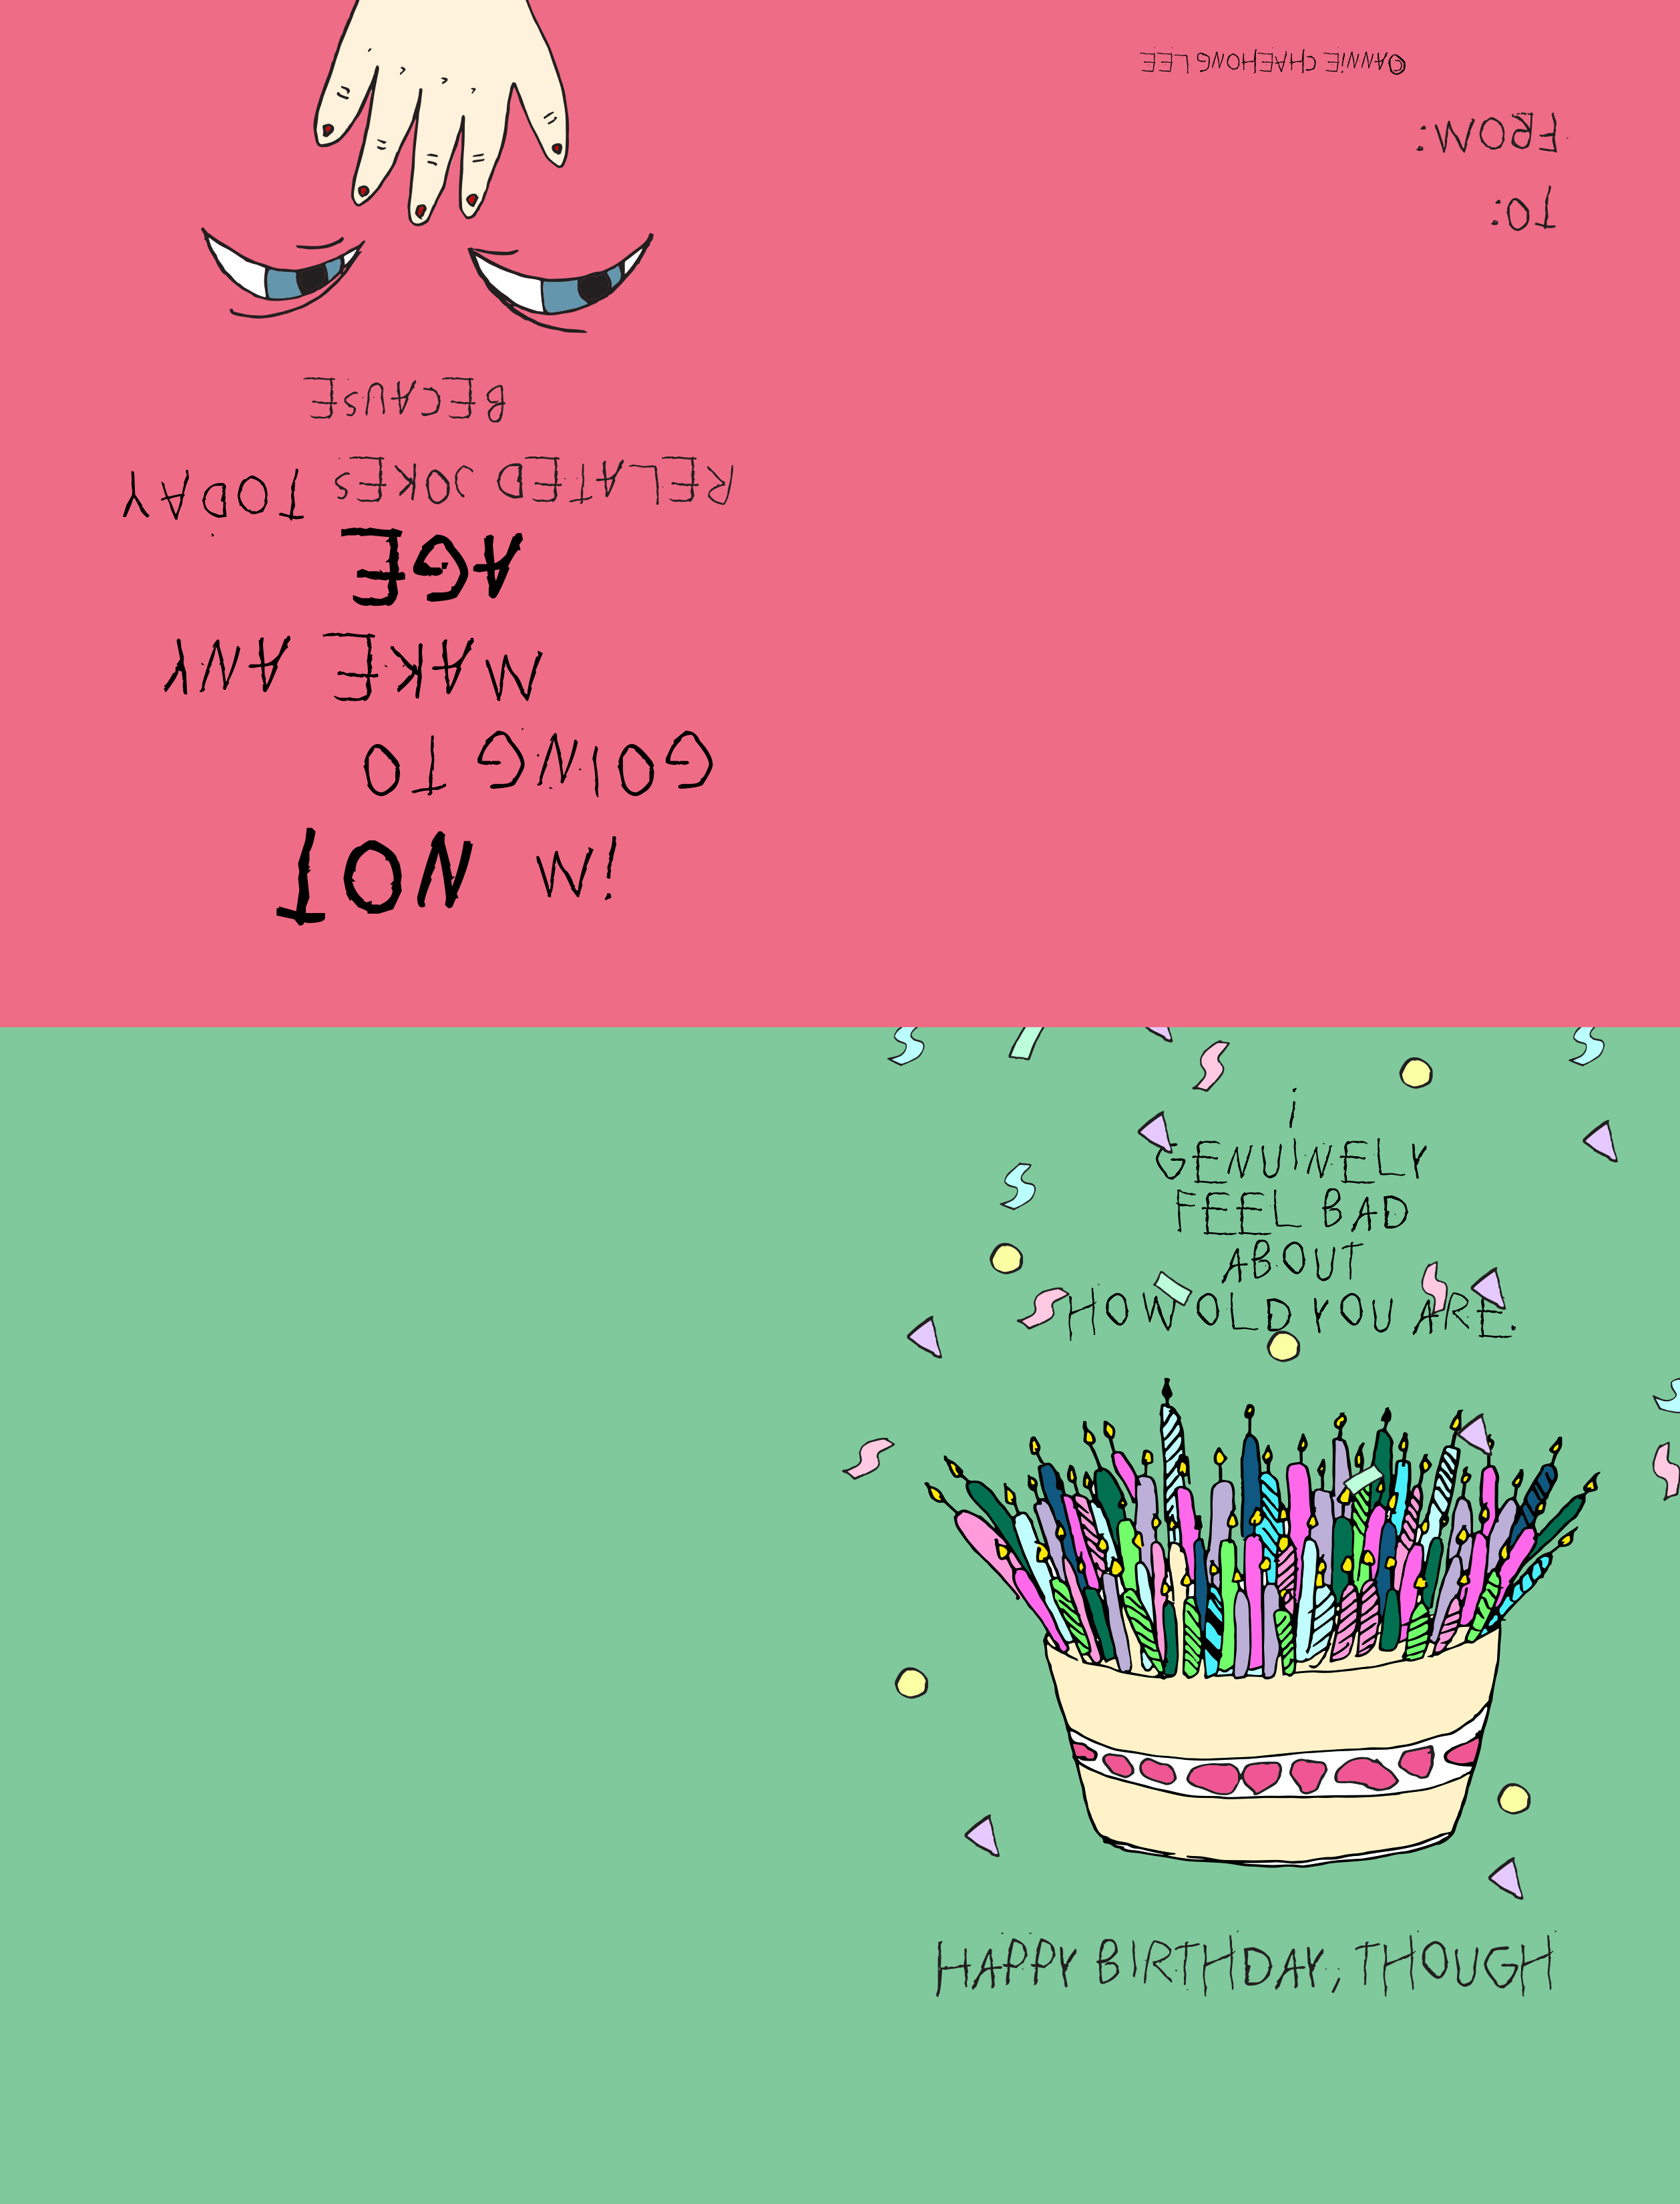 ©ANNIE CHAEHONG LEE
FROM:
TO:
I'M NOT
GOING TO
MAKE ANY
AGE
RELATED JOKES TODAY
BECAUSE
i
GENUINELY
FEEL BAD
ABOUT
HOW OLD YOU ARE.
HAPPY BIRTHDAY, THOUGH